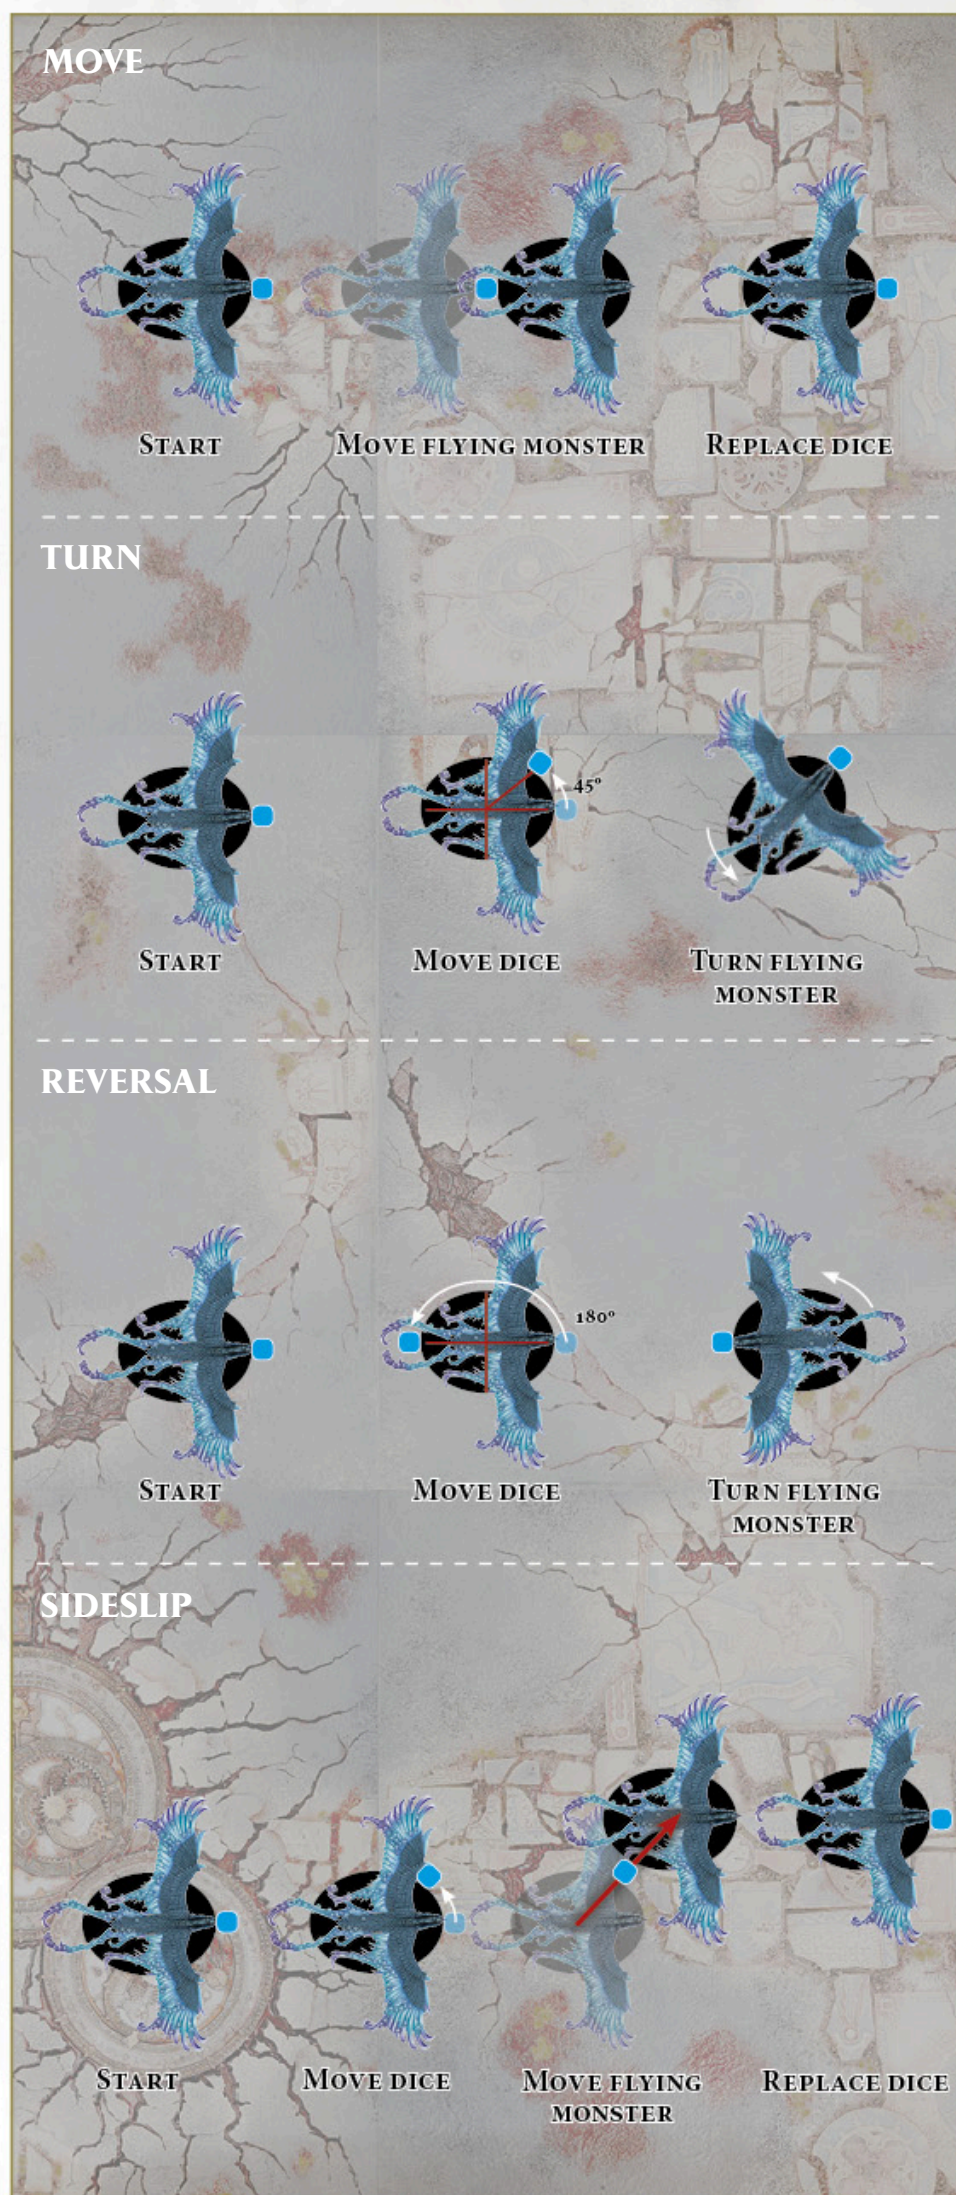 MOVE
START
MOVE FLYING MONSTER
REPLACE DICE
TURN
45°
START
MOVE DICE
TURN FLYING
MONSTER
REVERSAL
180°
START
MOVE DICE
TURN FLYING
MONSTER
SIDESLIP
START
MOVE DICE
MOVE FLYING
MONSTER
REPLACE DICE